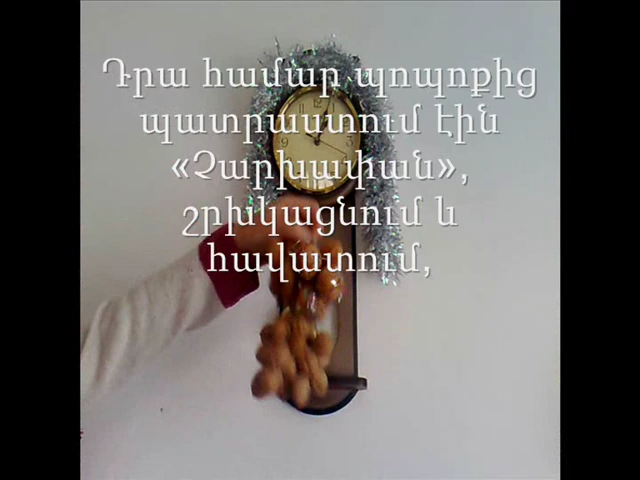 Դրա համար պոպոքից
պատրաստում էին
«Չարխափան»,
շրխկացնում և
հավատում,